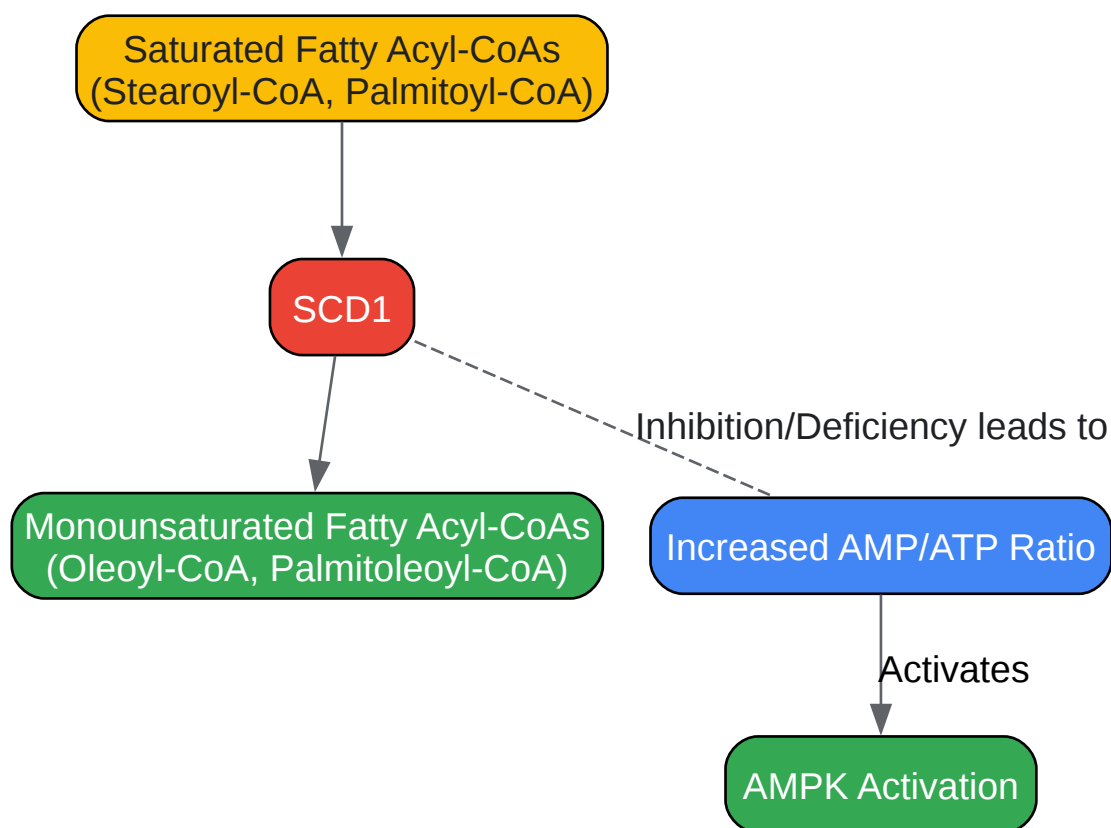 Saturated Fatty Acyl-CoAs
(Stearoyl-CoA, Palmitoyl-CoA)
SCD1
Inhibition/Deficiency leads to
Monounsaturated Fatty Acyl-CoAs
(Oleoyl-CoA, Palmitoleoyl-CoA)
Increased AMP/ATP Ratio
Activates
AMPK Activation